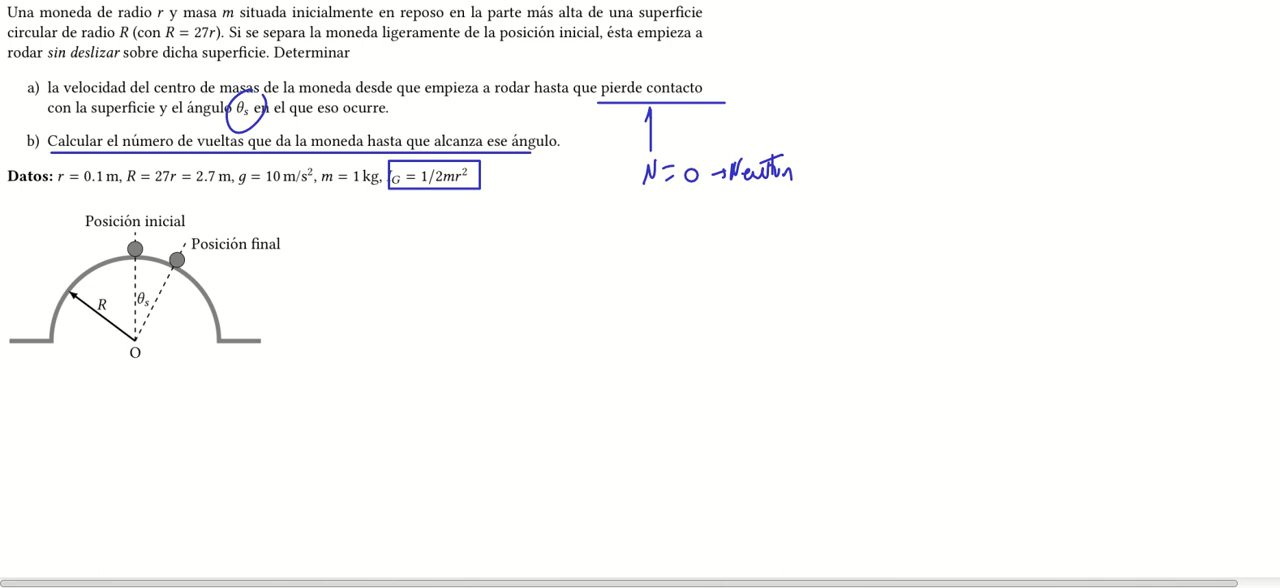 Una moneda de radio r y masa m situada inicialmente en reposo en la parte más alta de una superficie
circular de radio R (con R = 27r). Si se separa la moneda ligeramente de la posición inicial, ésta empieza a
rodar sin deslizar sobre dicha superficie. Determinar
a) la velocidad del centro de masas de la moneda desde que empieza a rodar hasta que pierde contacto
con la superficie y el ángulo θs en el que eso ocurre.
b) Calcular el número de vueltas que da la moneda hasta que alcanza ese ángulo.
Datos: r = 0.1 m, R = 27r = 2.7 m, g = 10 m/s², m = 1 kg, IG = 1/2mr²
N = 0 → Newton
Posición inicial
Posición final
θs
R
O